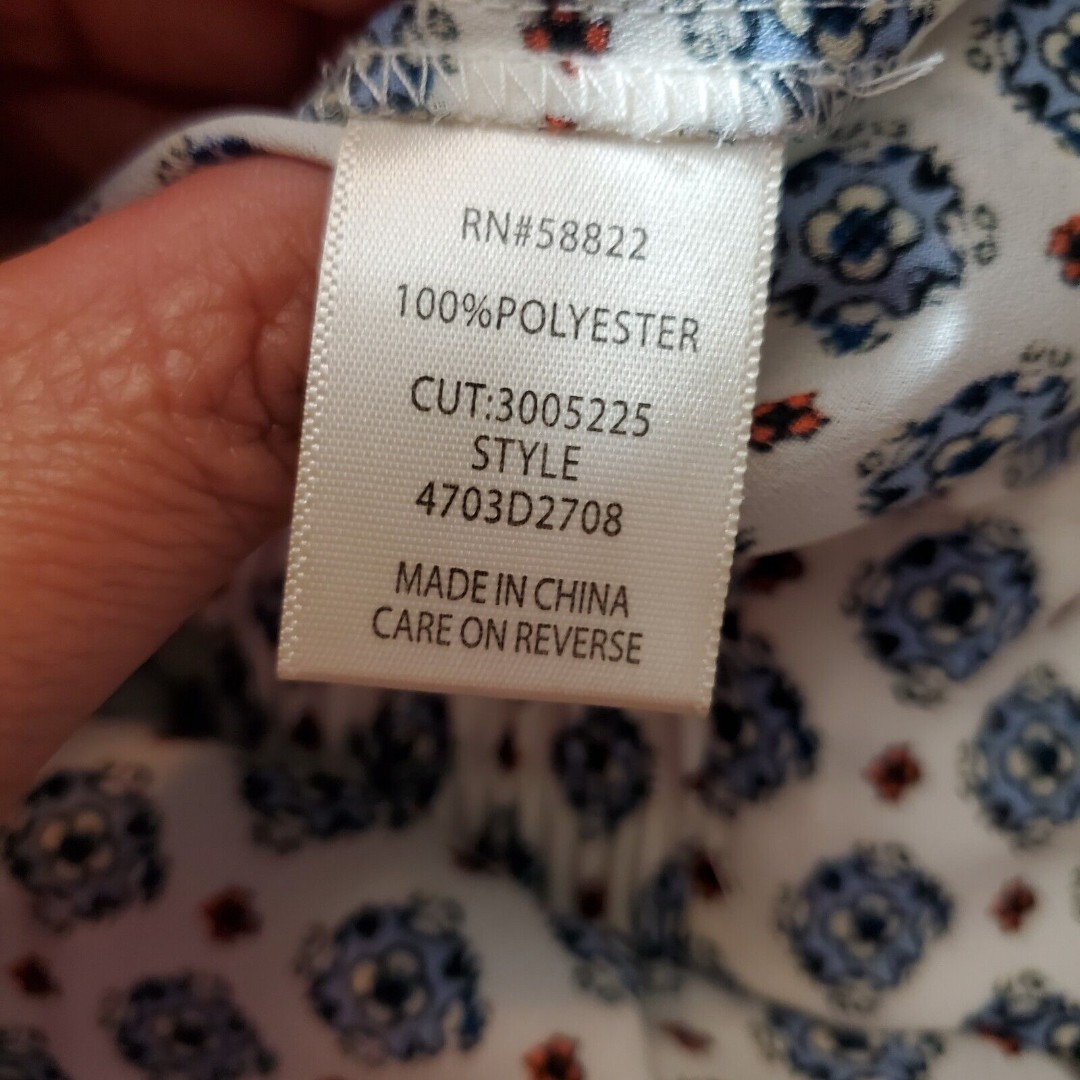 RN#58822
100%POLYESTER
CUT:3005225
STYLE
4703D2708
MADE IN CHINA
CARE ON REVERSE